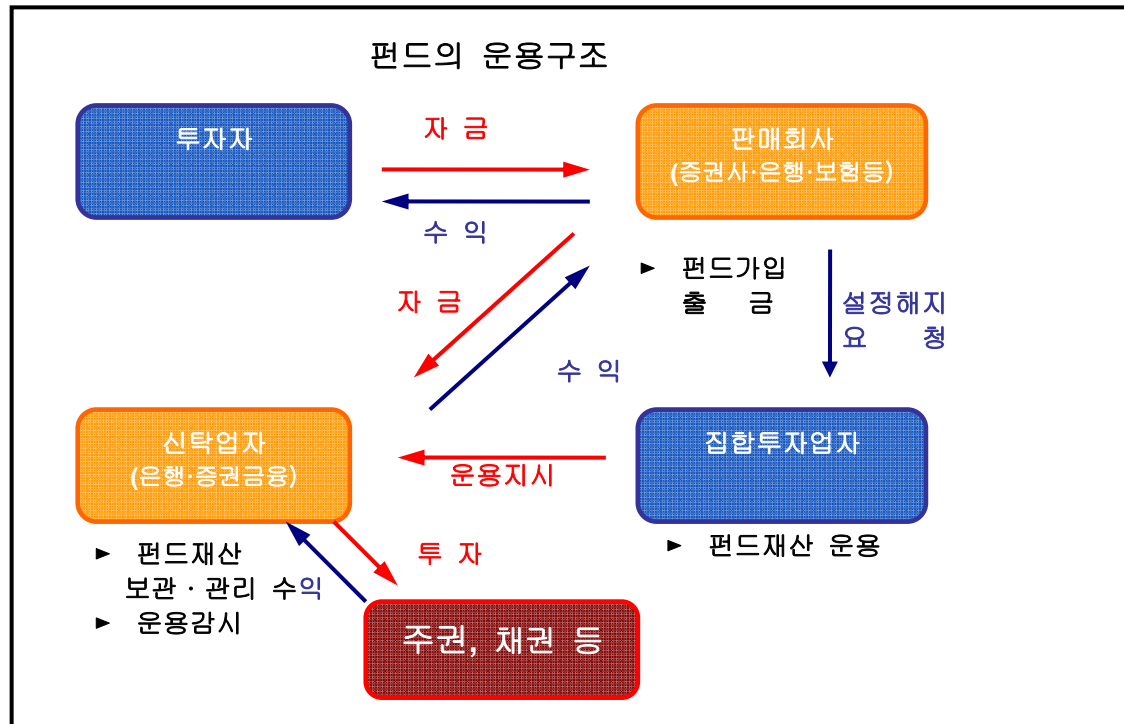 펀드의 운용구조
투자자
자 금
판매회사
(증권사·은행·보험등)
수 익
► 펀드가입
출 금
설정해지
요 청
자 금
수 익
신탁업자
(은행·증권금융)
집합투자업자
운용지시
► 펀드재산
보관 · 관리 수익
► 운용감시
투 자
► 펀드재산 운용
주권, 채권 등